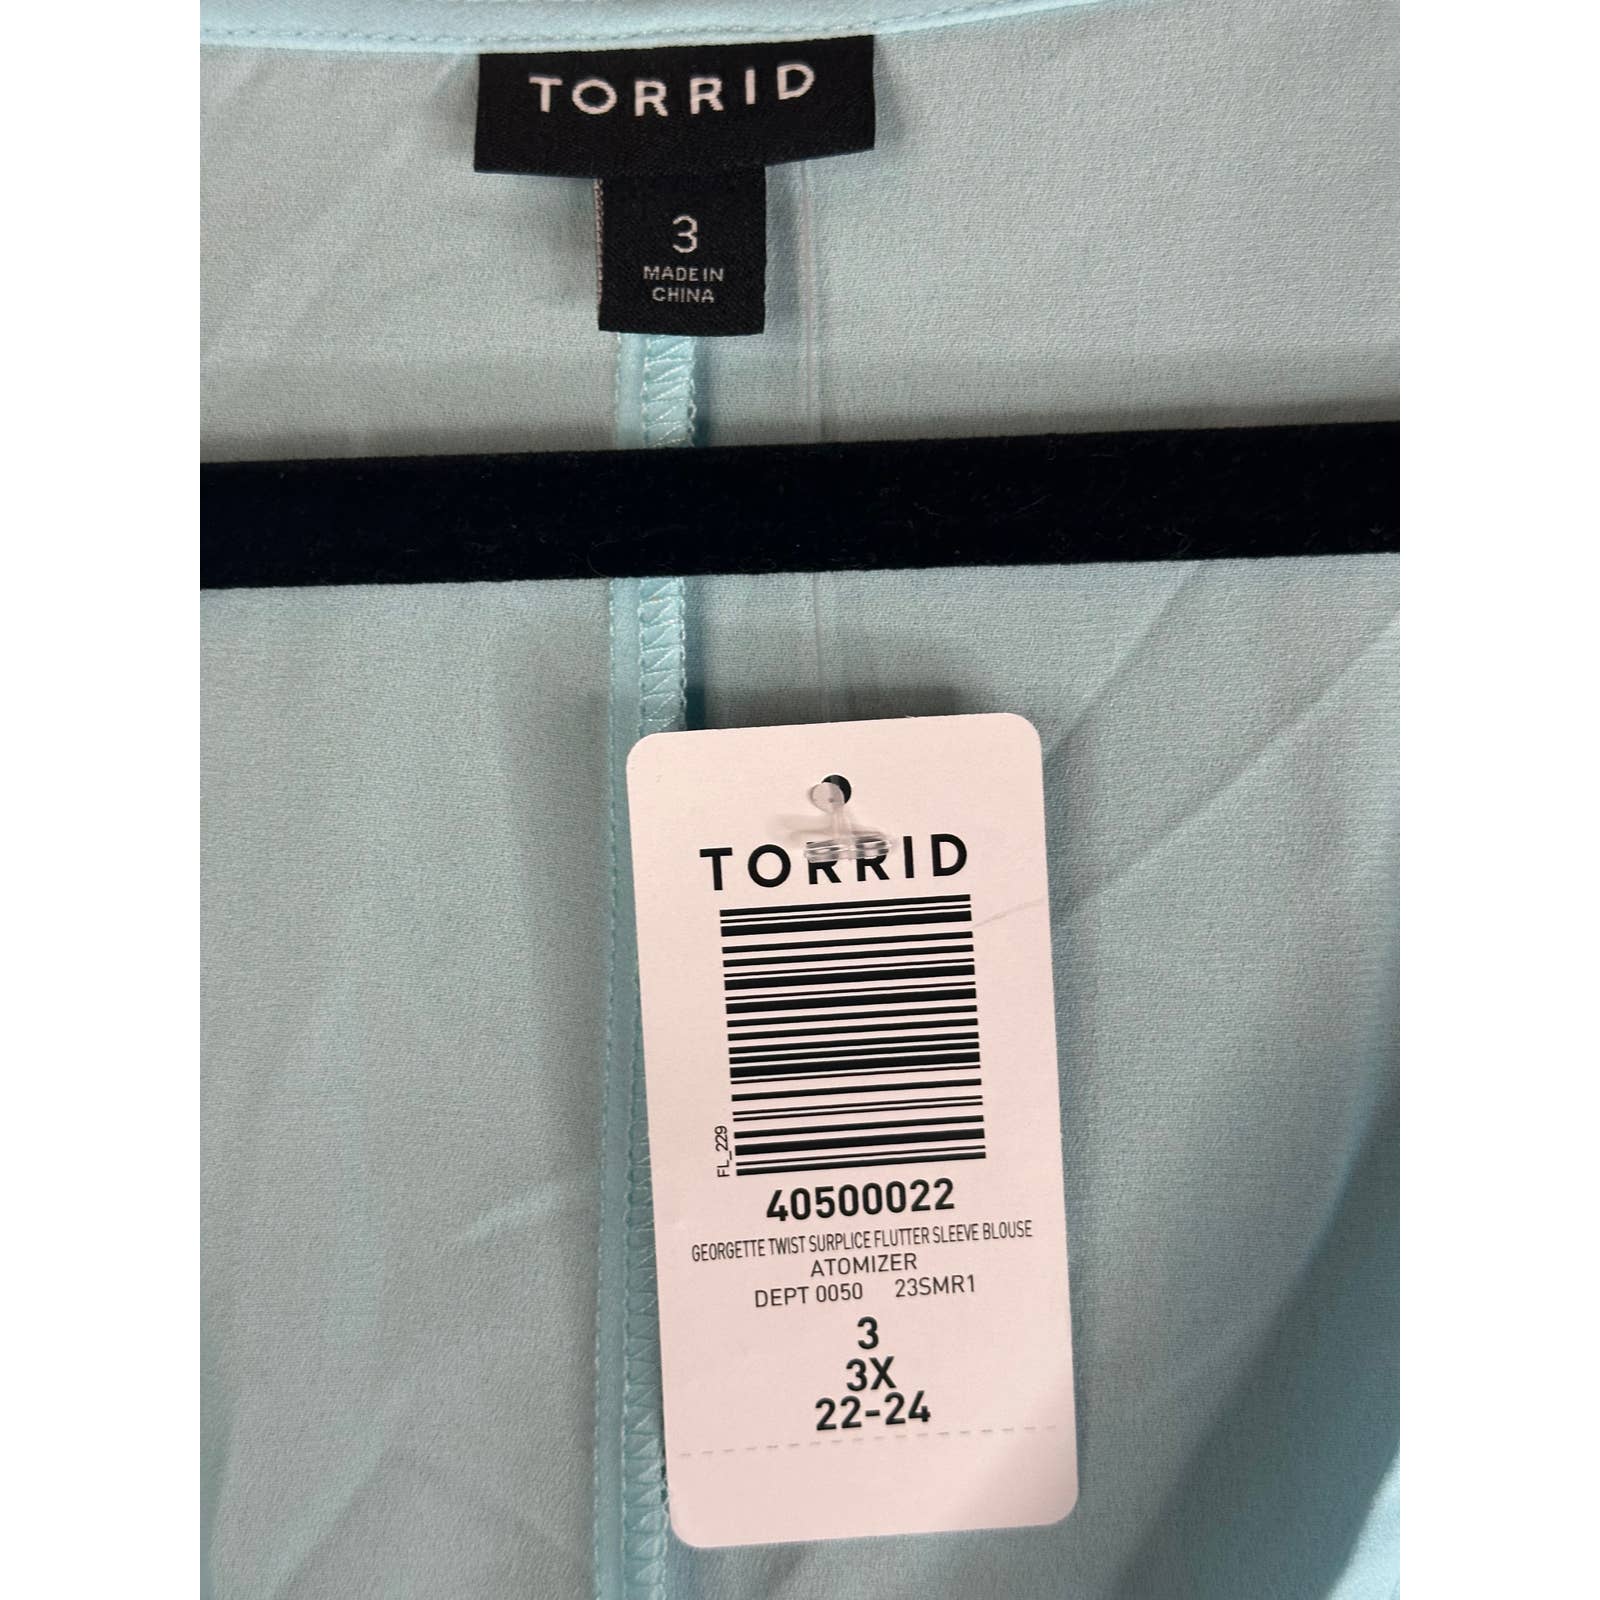 TORRID
3
MADE IN
CHINA
TORRID
FL_229
40500022
GEORGETTE TWIST SURPLICE FLUTTER SLEEVE BLOUSE
ATOMIZER
DEPT 0050 23SMR1
3
3X
22-24